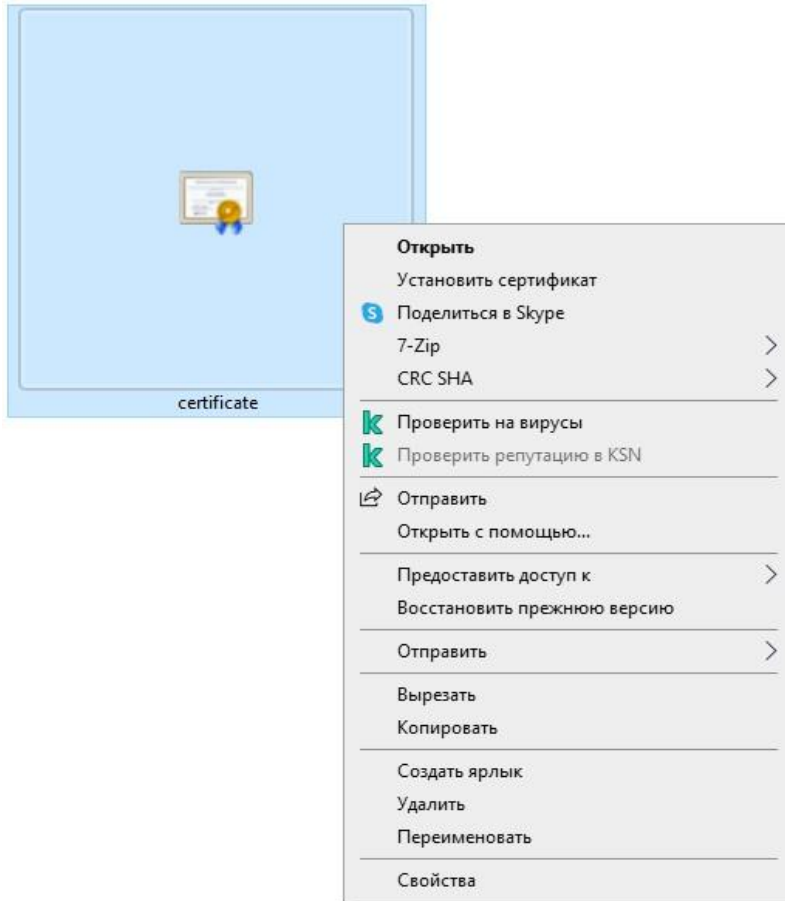 certificate
Открыть
Установить сертификат
Поделиться в Skype
7-Zip
CRC SHA
Проверить на вирусы
Проверить репутацию в KSN
Отправить
Открыть с помощью...
Предоставить доступ к
Восстановить прежнюю версию
Отправить
Вырезать
Копировать
Создать ярлык
Удалить
Переименовать
Свойства